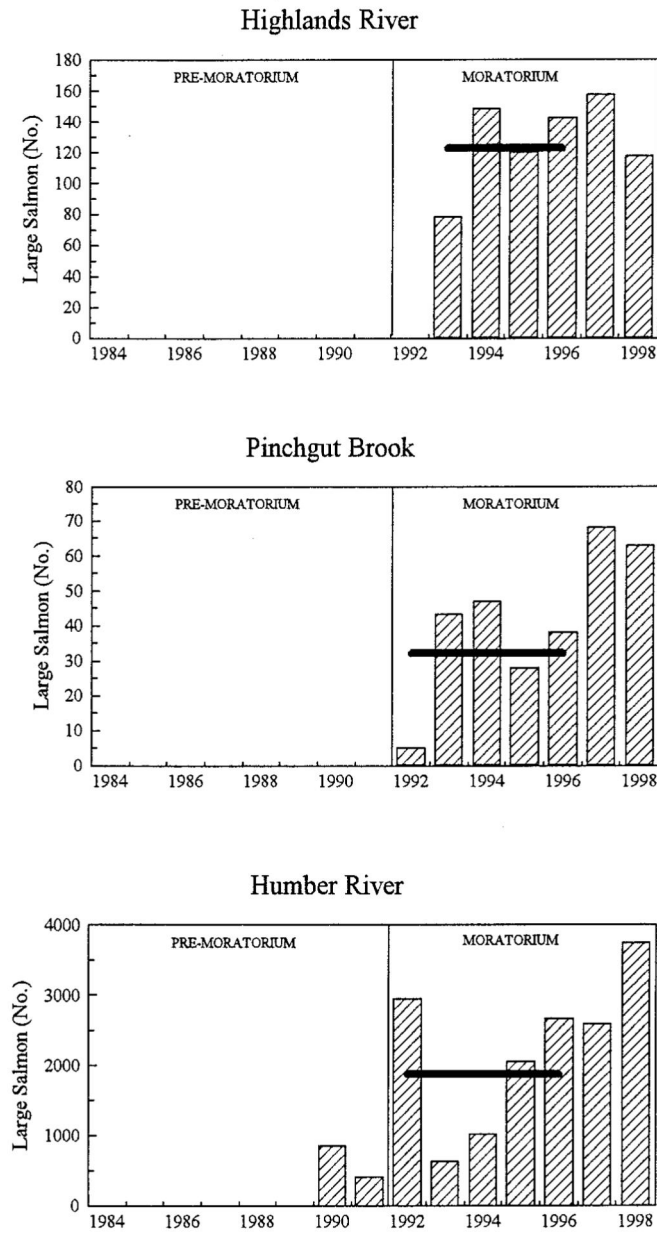 Highlands River
PRE-MORATORIUM MORATORIUM
Large Salmon (No.)
180
160
140
120
100
80
60
40
20
0
1984 1986 1988 1990 1992 1994 1996 1998
Pinchgut Brook
PRE-MORATORIUM MORATORIUM
Large Salmon (No.)
80
70
60
50
40
30
20
10
0
1984 1986 1988 1990 1992 1994 1996 1998
Humber River
PRE-MORATORIUM MORATORIUM
Large Salmon (No.)
4000
3000
2000
1000
0
1984 1986 1988 1990 1992 1994 1996 1998